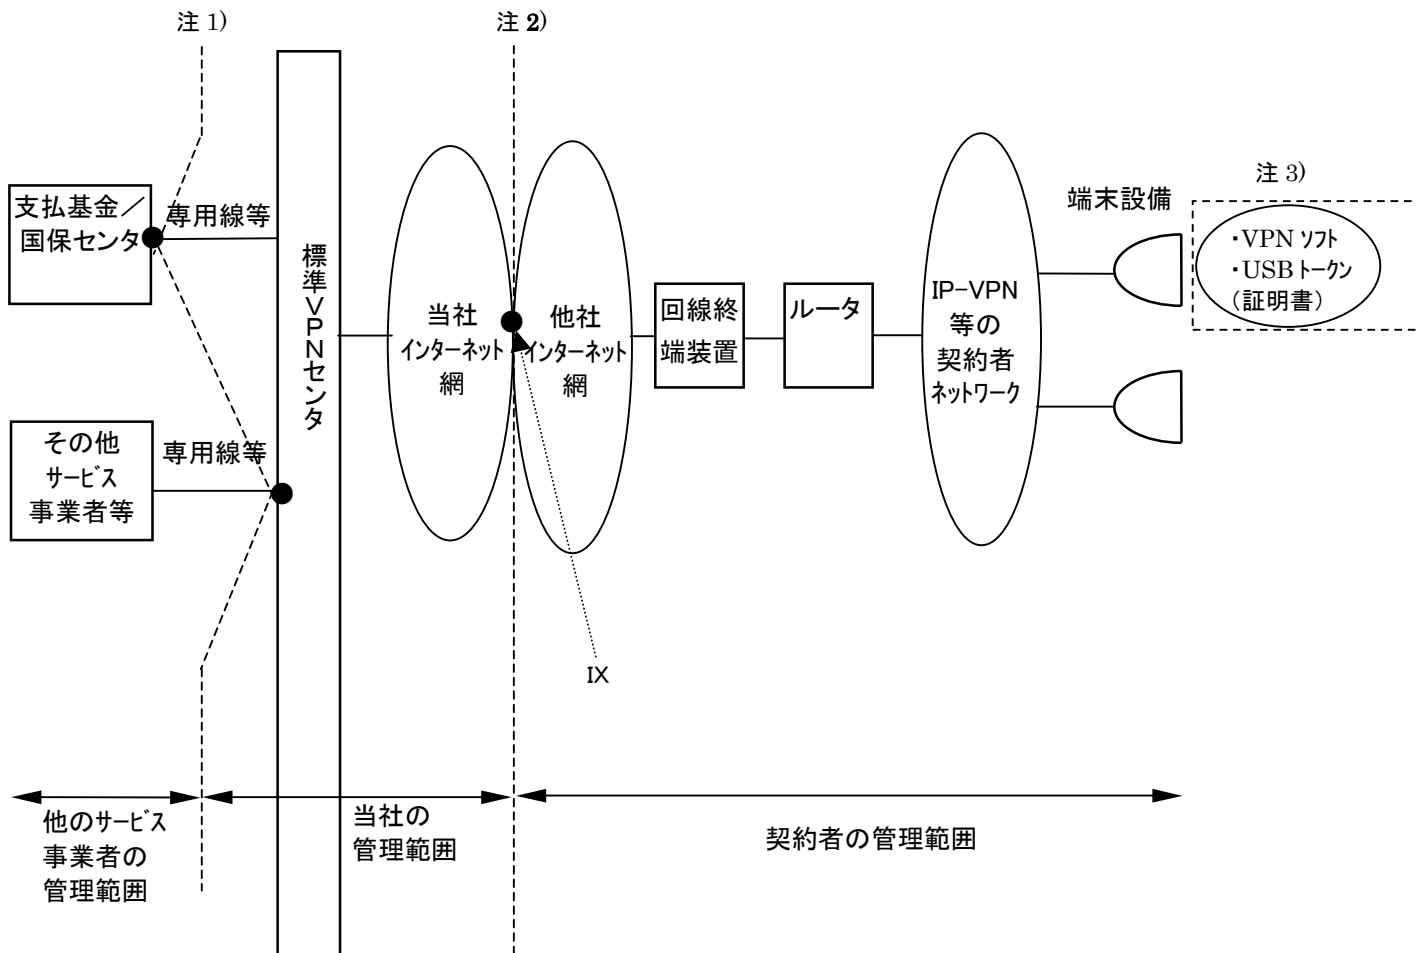 注 1)
注 2)
支払基金／
国保センタ
専用線等
標準VPNセンタ
当社
インターネット
網
他社
インターネット
網
回線終
端装置
ルータ
IP-VPN
等の
契約者
ネットワーク
端末設備
注 3)
・VPN ソフト
・USB トークン
（証明書）
その他
サービス
事業者等
専用線等
IX
他のサービス
事業者の
管理範囲
当社の
管理範囲
契約者の管理範囲